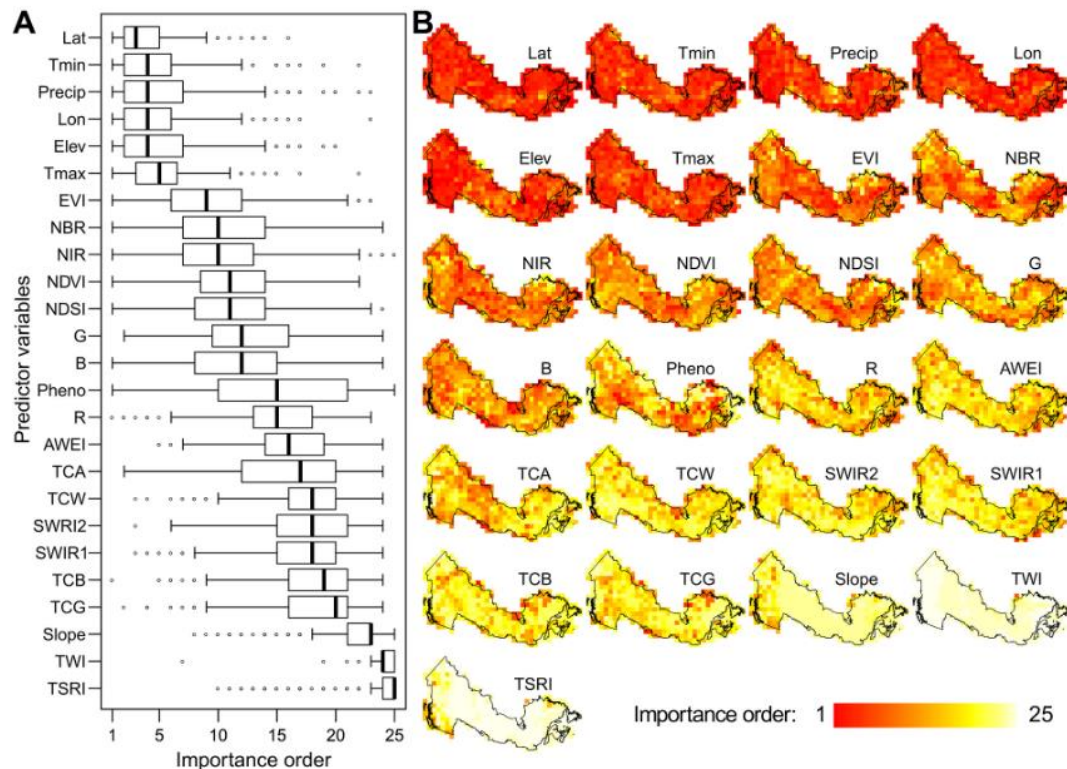 A
B
Predictor variables
Lat
Tmin
Precip
Lon
Elev
Tmax
EVI
NBR
NIR
NDVI
NDSI
G
B
Pheno
R
AWEI
TCA
TCW
SWRI2
SWIR1
TCB
TCG
Slope
TWI
TSRI
1 5 10 15 20 25
Importance order
Lat Tmin Precip Lon
Elev Tmax EVI NBR
NIR NDVI NDSI G
B Pheno R AWEI
TCA TCW SWIR2 SWIR1
TCB TCG Slope TWI
TSRI
Importance order: 1 25